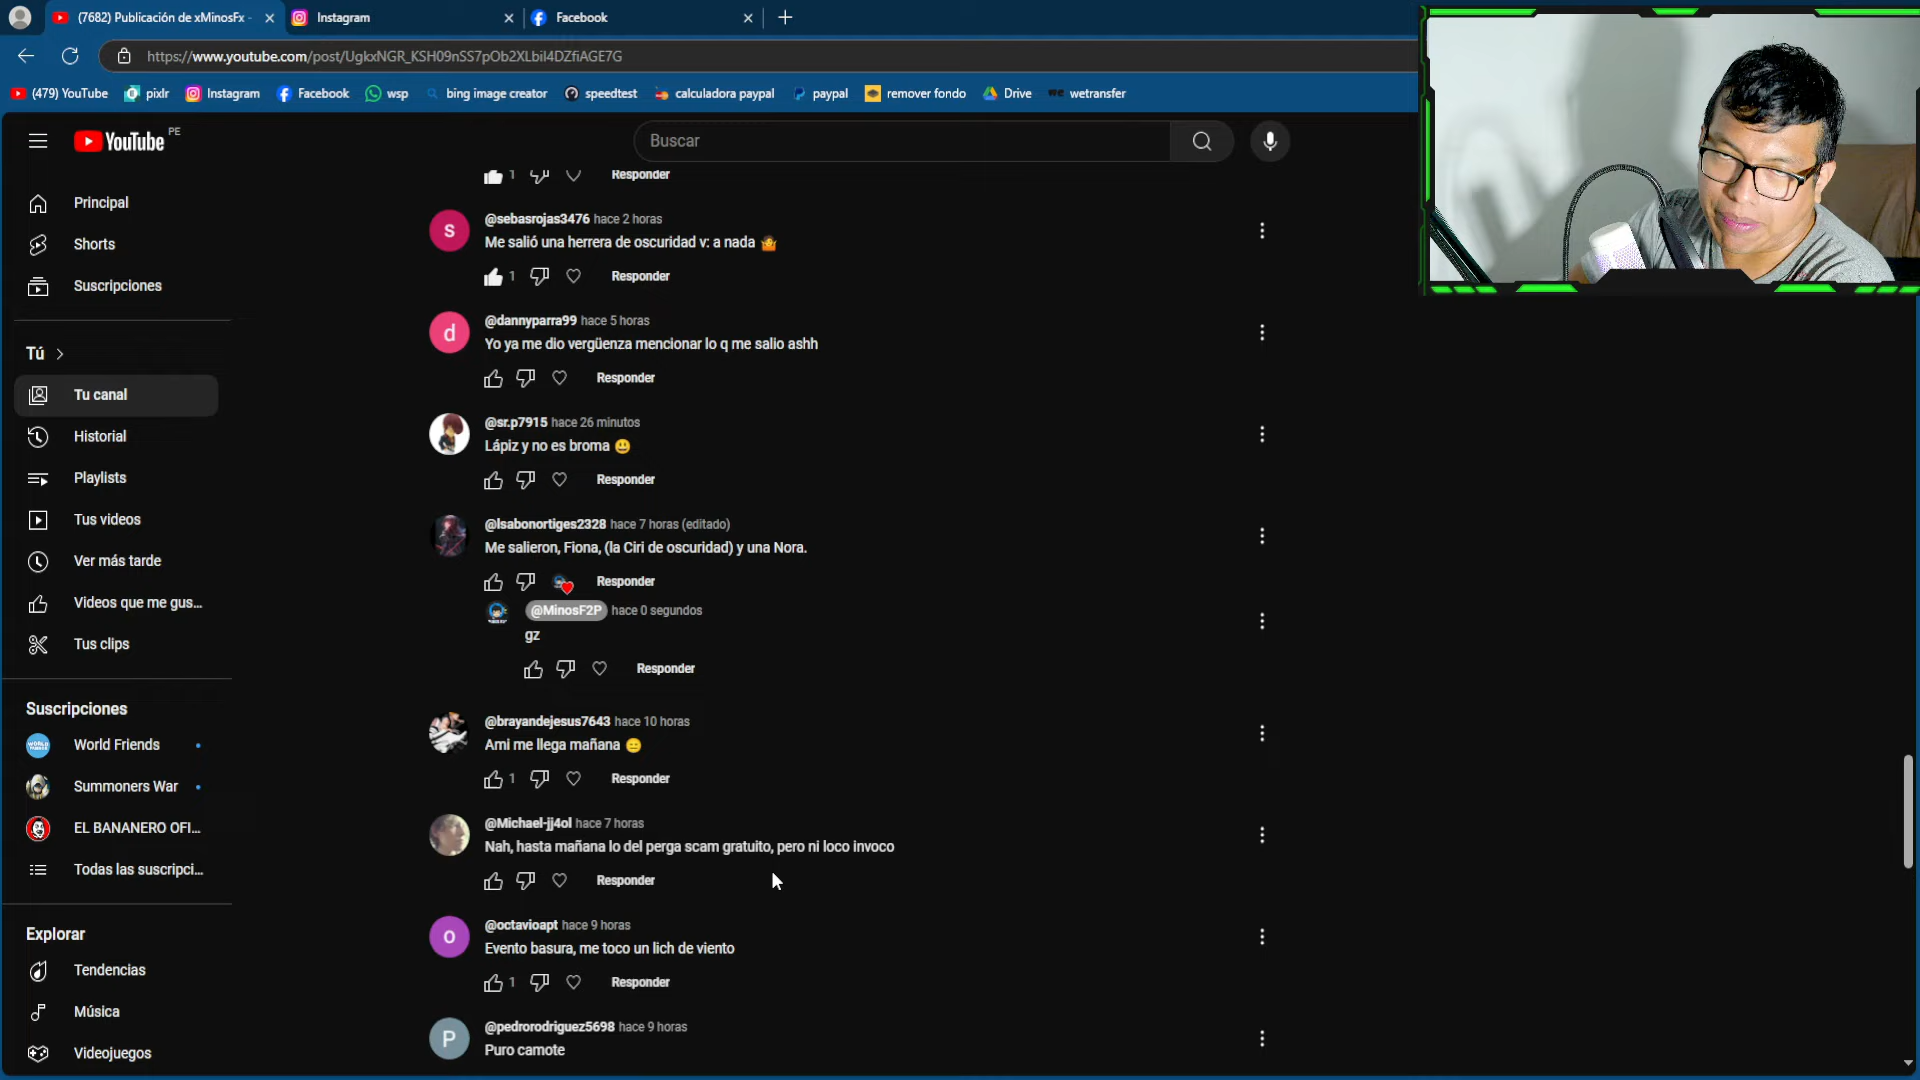 (7682) Publicación de xMinosFx -
Instagram
Facebook
https://www.youtube.com/post/UgkxNGR_KSH09nSS7pOb2XLbil4DZfiAGE7G
(479) YouTube
pixlr
Instagram
Facebook
wsp
bing image creator
speedtest
calculadora paypal
paypal
remover fondo
Drive
wetransfer
YouTube PE
Buscar
Principal
Shorts
Suscripciones
Tú
Tu canal
Historial
Playlists
Tus videos
Ver más tarde
Videos que me gus...
Tus clips
Suscripciones
World Friends
Summoners War
EL BANANERO OFI...
Todas las suscripci...
Explorar
Tendencias
Música
Videojuegos
1 Responder
@sebasrojas3476 hace 2 horas
Me salió una herrera de oscuridad v: a nada 🤷
1 Responder
@dannyparra99 hace 5 horas
Yo ya me dio vergüenza mencionar lo q me salio ashh
Responder
@sr.p7915 hace 26 minutos
Lápiz y no es broma 😃
Responder
@lsabonortiges2328 hace 7 horas (editado)
Me salieron, Fiona, (la Ciri de oscuridad) y una Nora.
Responder
@MinosF2P hace 0 segundos
gz
Responder
@brayandejesus7643 hace 10 horas
Ami me llega mañana 😑
1 Responder
@Michael-jj4ol hace 7 horas
Nah, hasta mañana lo del perga scam gratuito, pero ni loco invoco
Responder
@octavioapt hace 9 horas
Evento basura, me toco un lich de viento
1 Responder
@pedrorodriguez5698 hace 9 horas
Puro camote